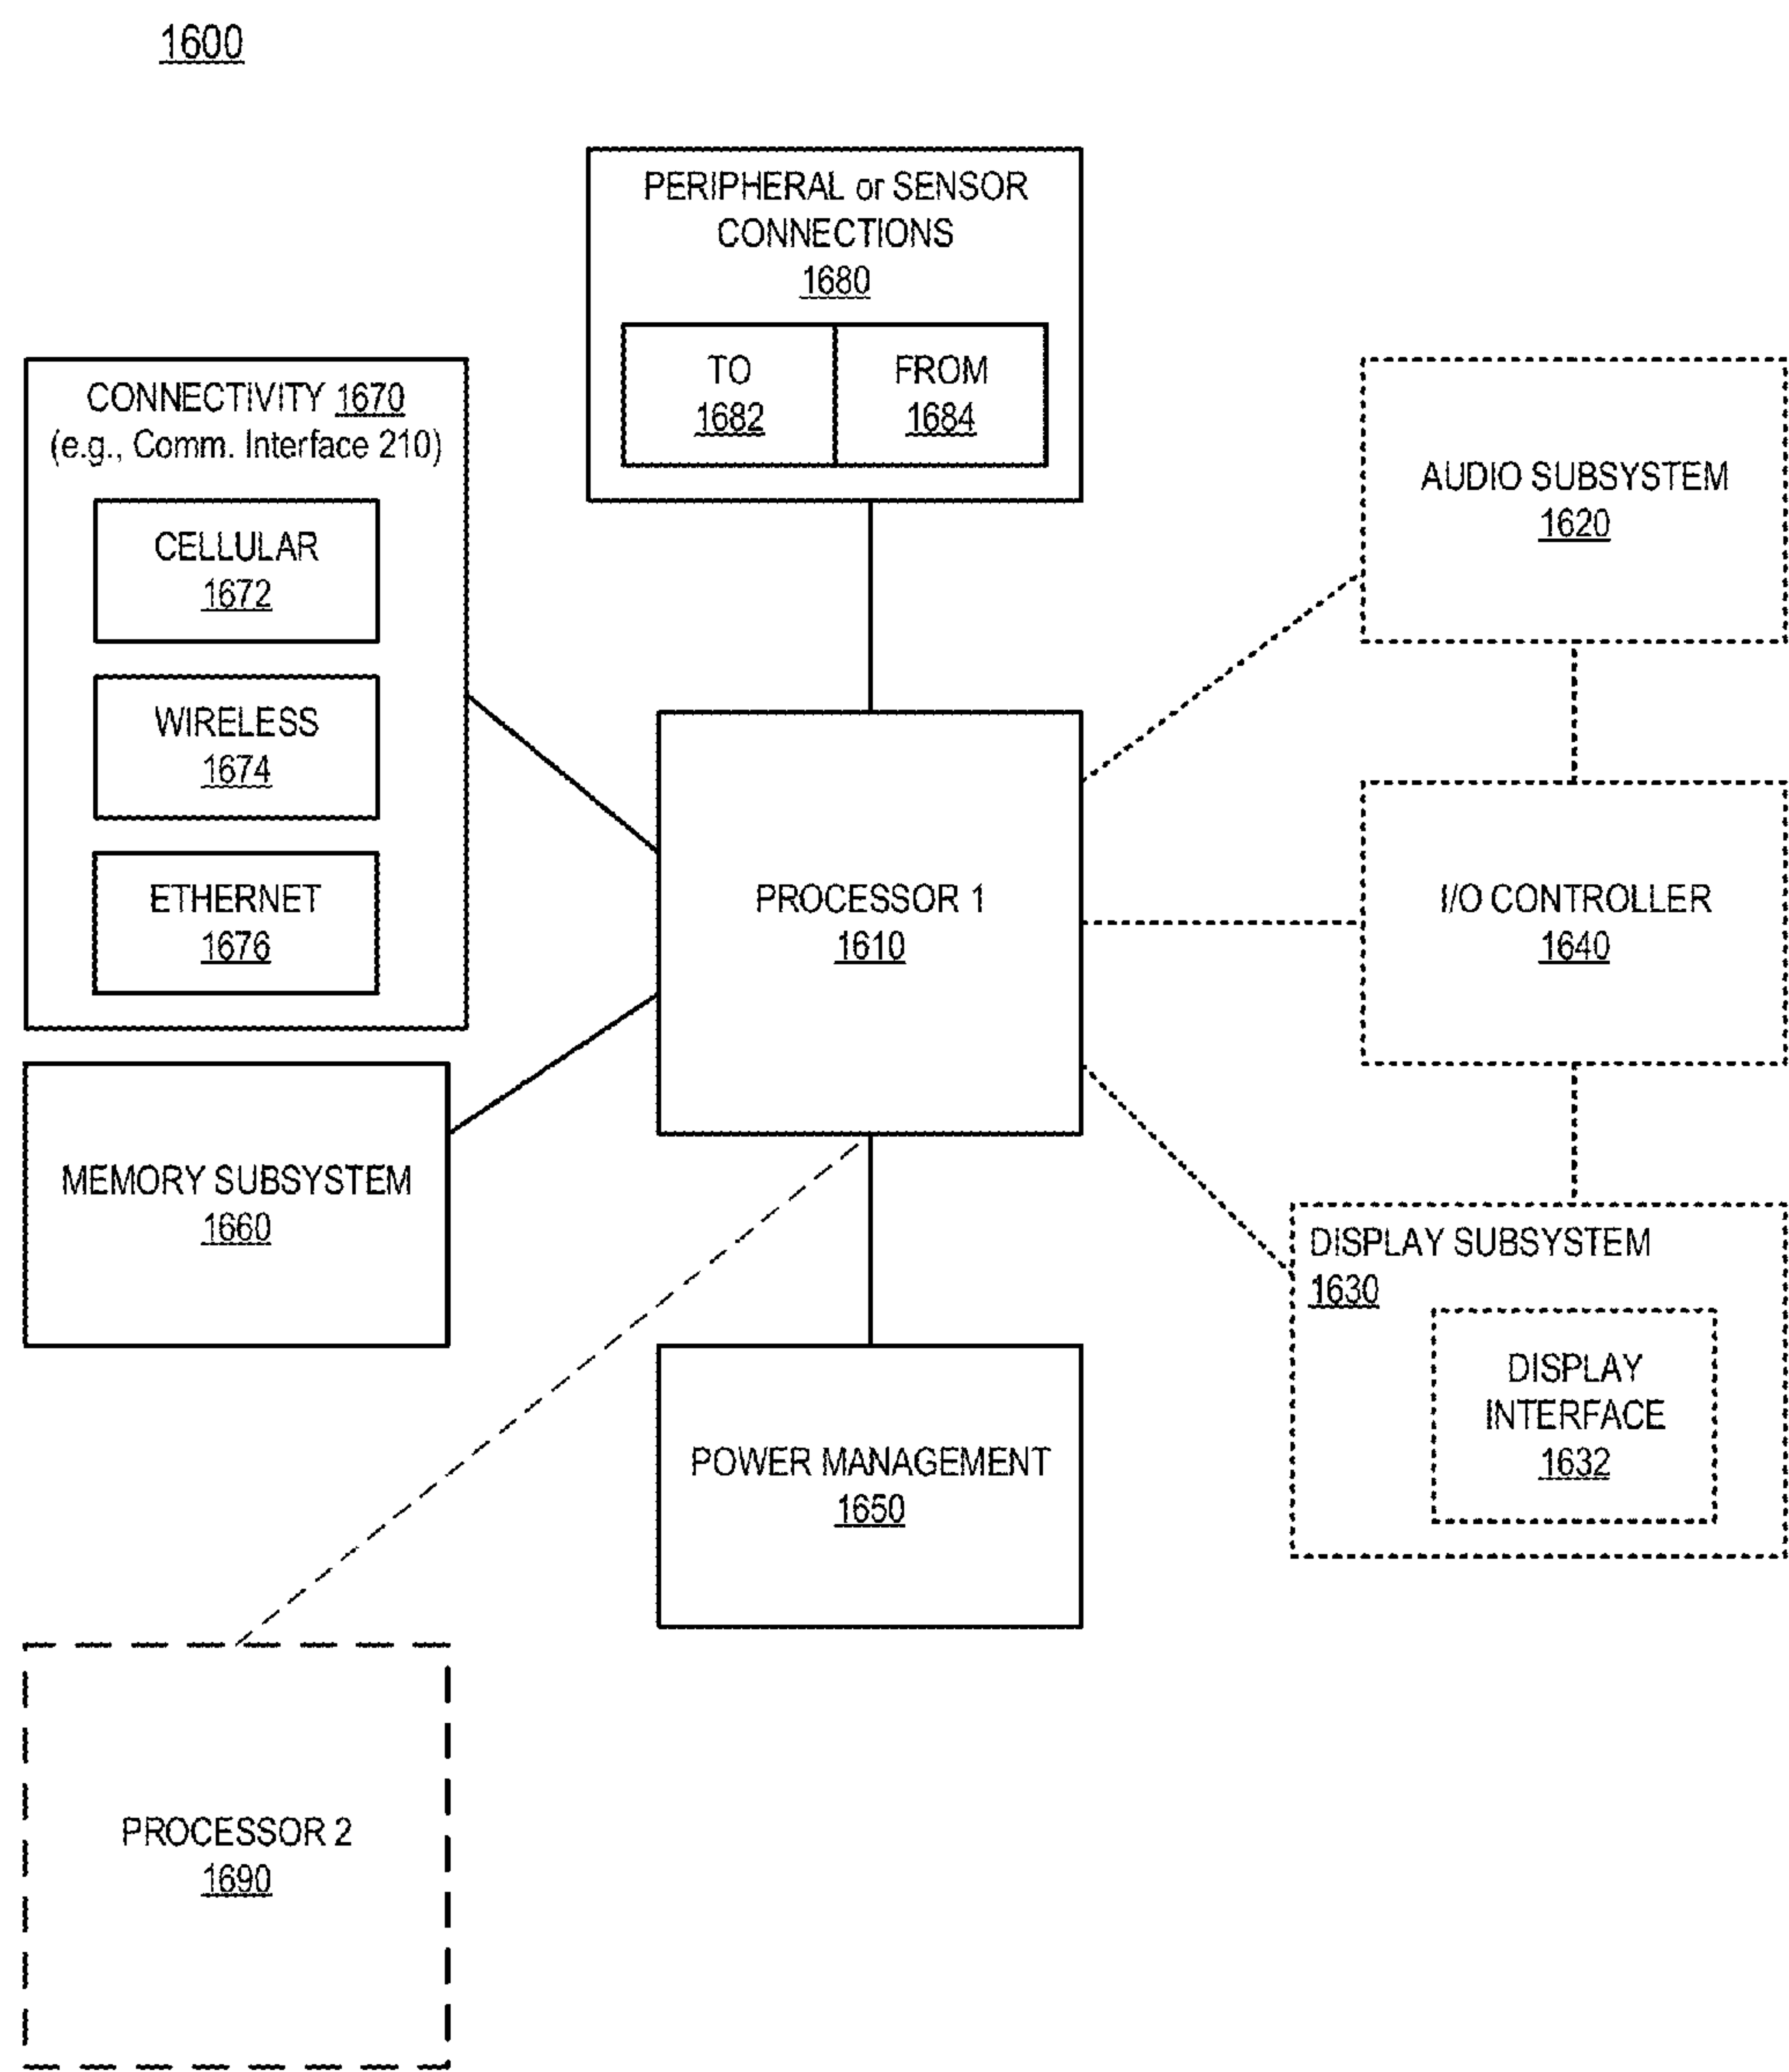 1600
PERIPHERAL or SENSOR
CONNECTIONS
1680
TO
1682
FROM
1684
CONNECTIVITY 1670
(e.g., Comm. Interface 210)
CELLULAR
1672
WIRELESS
1674
ETHERNET
1676
AUDIO SUBSYSTEM
1620
PROCESSOR 1
1610
I/O CONTROLLER
1640
MEMORY SUBSYSTEM
1660
DISPLAY SUBSYSTEM
1630
DISPLAY
INTERFACE
1632
POWER MANAGEMENT
1650
PROCESSOR 2
1690